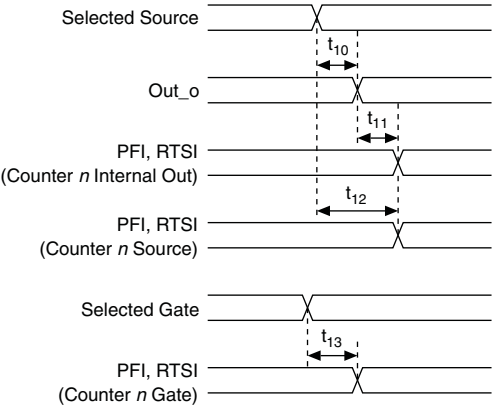 Selected Source
t10
Out_o
t11
PFI, RTSI
(Counter n Internal Out)
t12
PFI, RTSI
(Counter n Source)
Selected Gate
t13
PFI, RTSI
(Counter n Gate)